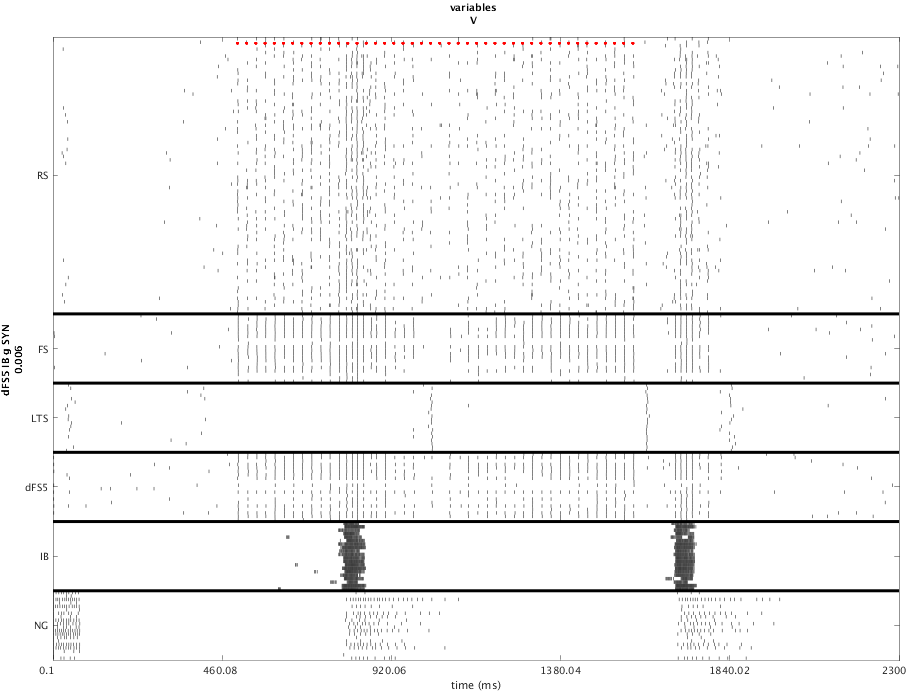 variables
V
dFS5 IB g SYN
0.006
RS
FS
LTS
dFS5
IB
NG
0.1 460.08 920.06 1380.04 1840.02 2300
time (ms)